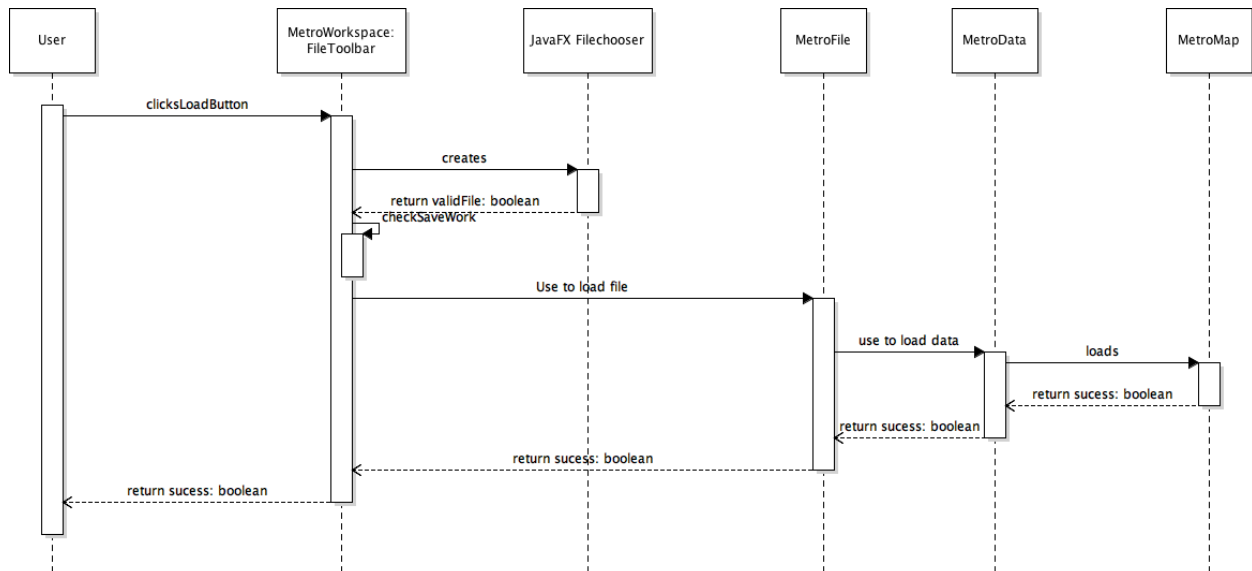 User
MetroWorkspace:
FileToolbar
JavaFX Filechooser
MetroFile
MetroData
MetroMap
clicksLoadButton
creates
return validFile: boolean
checkSaveWork
Use to load file
use to load data
loads
return sucess: boolean
return sucess: boolean
return sucess: boolean
return sucess: boolean